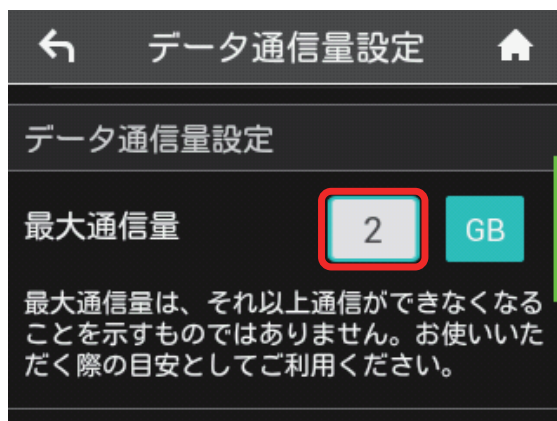 データ通信量設定
データ通信量設定
最大通信量 2 GB
最大通信量は、それ以上通信ができなくなる
ことを示すものではありません。お使いいた
だく際の目安としてご利用ください。